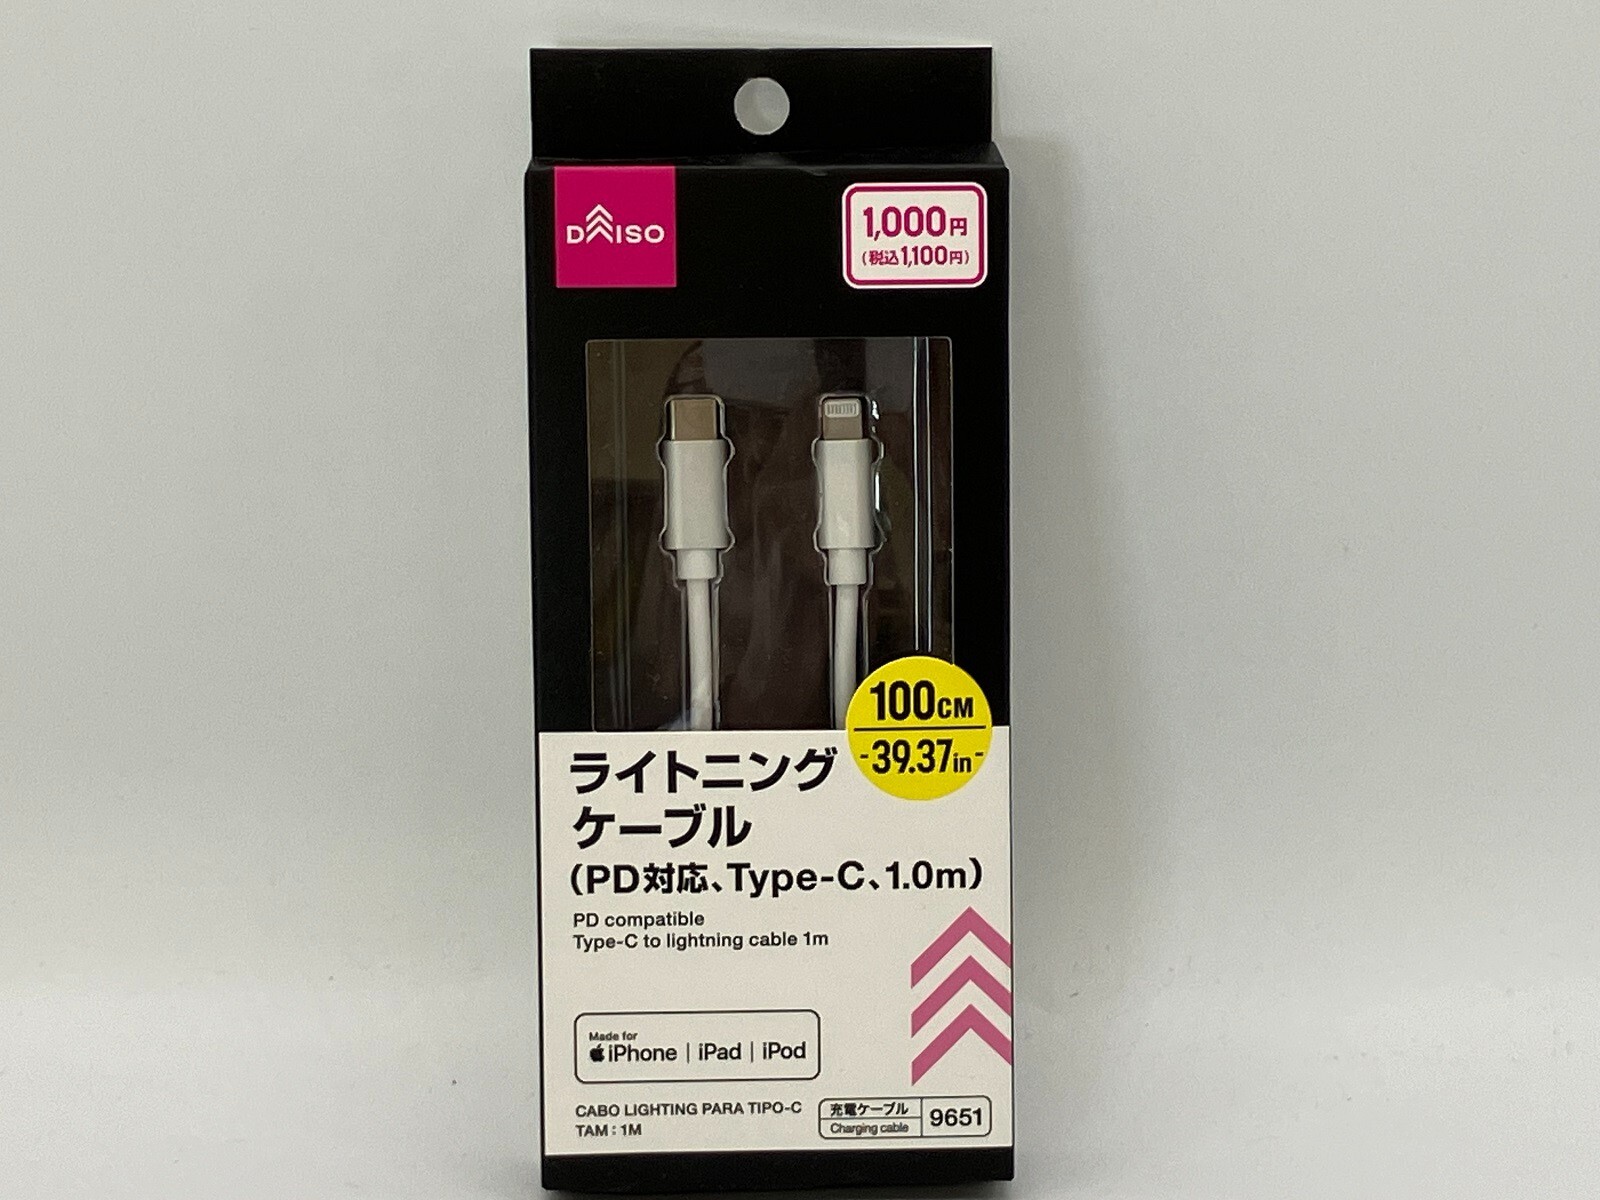 DAISO
1,000円
(税込1,100円)
100CM
-39.37in-
ライトニング
ケーブル
(PD対応、Type-C、1.0m)
PD compatible
Type-C to lightning cable 1m
Made for
iPhone | iPad | iPod
CABO LIGHTING PARA TIPO-C
TAM : 1M
充電ケーブル
Charging cable
9651